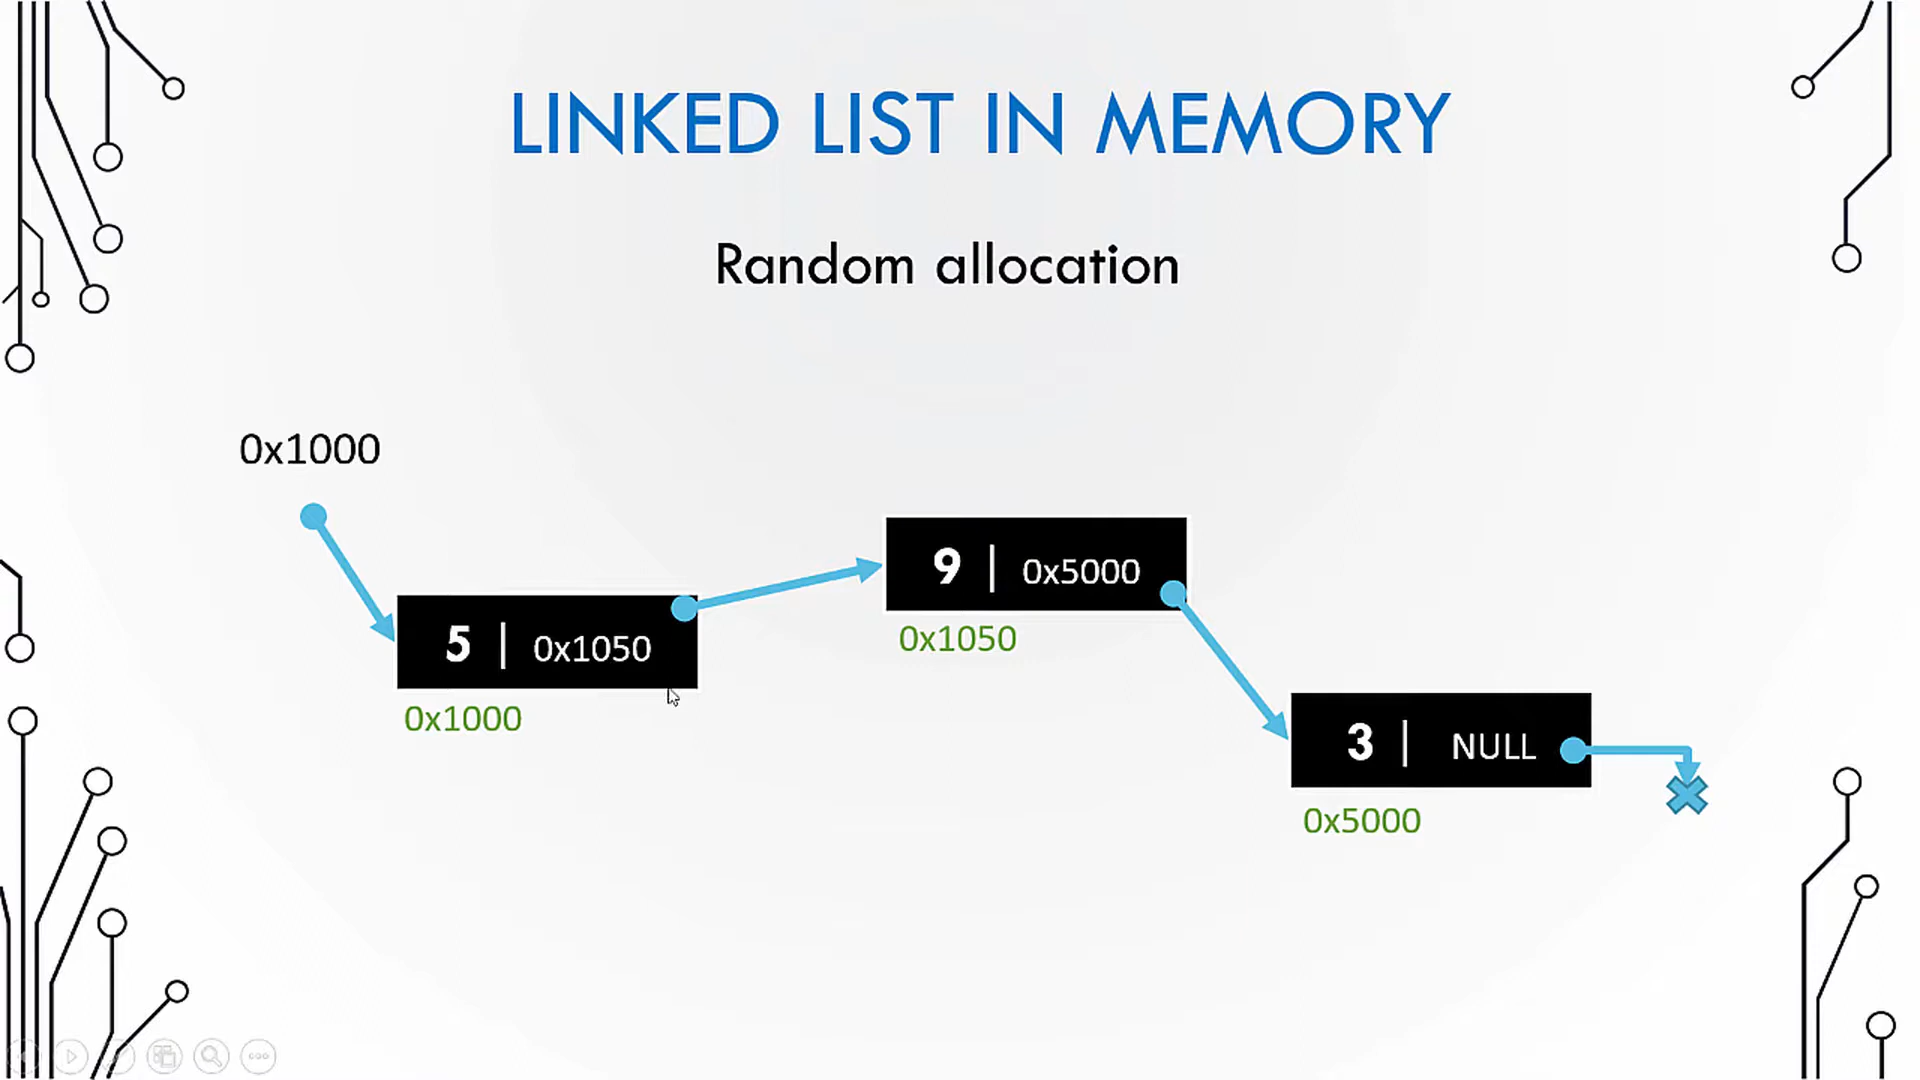 LINKED LIST IN MEMORY
Random allocation
0x1000
5 | 0x1050
0x1000
9 | 0x5000
0x1050
3 | NULL
0x5000